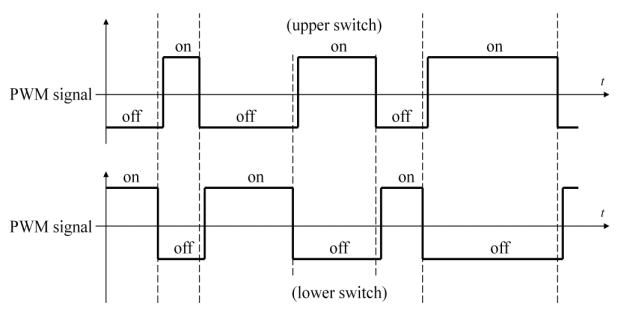 (upper switch)
on
on
on
t
PWM signal
off
off
off
on
on
on
t
PWM signal
off
off
off
(lower switch)